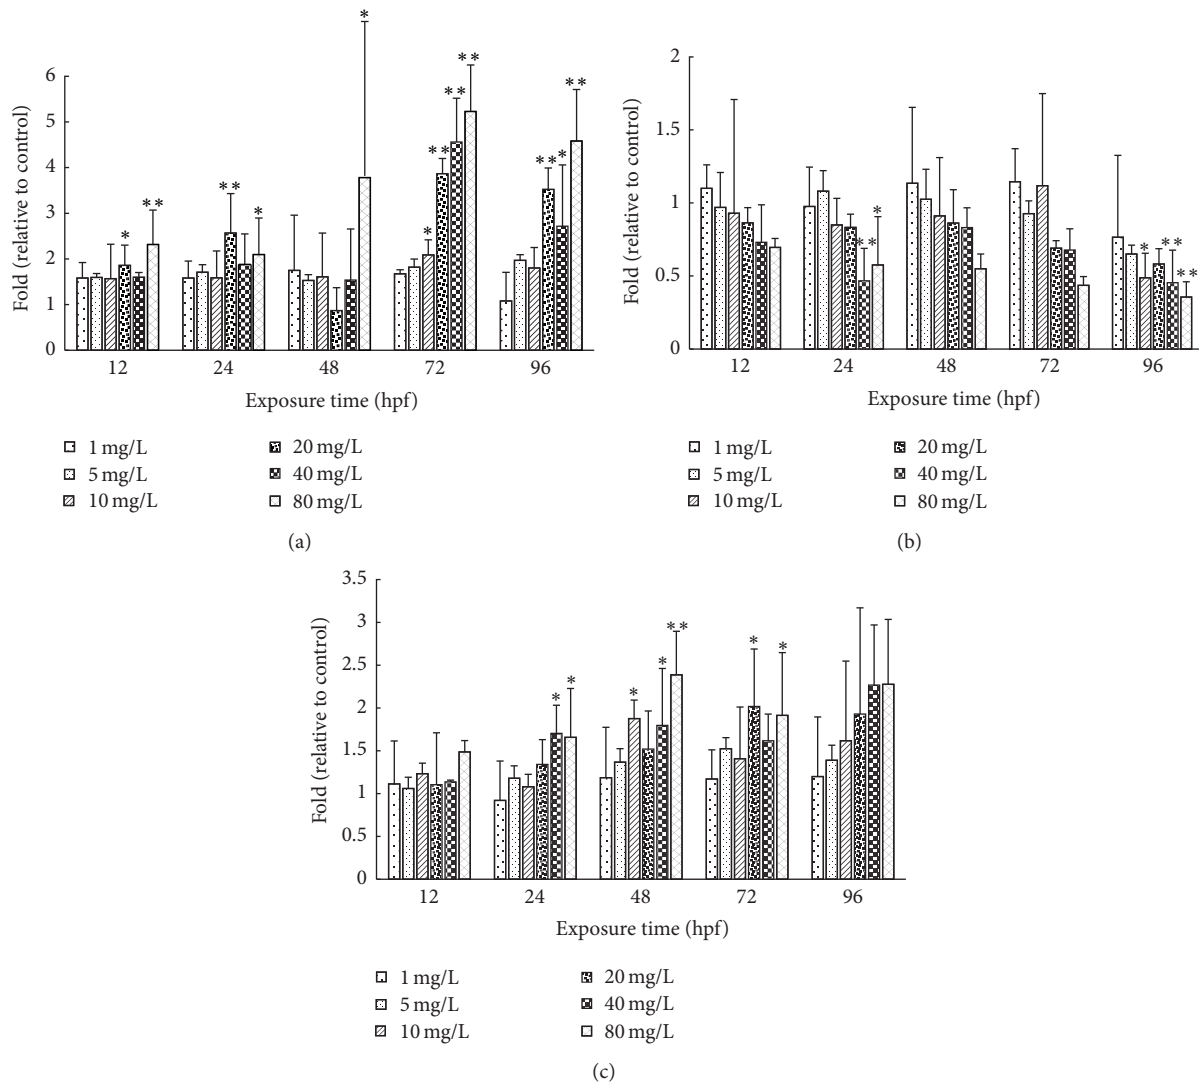 Fold (relative to control)
6
5
4
3
2
1
0
* ** ** * * * ** ** ** ** * **
12 24 48 72 96
Exposure time (hpf)
1 mg/L 20 mg/L
5 mg/L 40 mg/L
10 mg/L 80 mg/L
(a)
Fold (relative to control)
2
1.5
1
0.5
0
** * * ** **
12 24 48 72 96
Exposure time (hpf)
1 mg/L 20 mg/L
5 mg/L 40 mg/L
10 mg/L 80 mg/L
(b)
Fold (relative to control)
3.5
3
2.5
2
1.5
1
0.5
0
* * * * ** * *
12 24 48 72 96
Exposure time (hpf)
1 mg/L 20 mg/L
5 mg/L 40 mg/L
10 mg/L 80 mg/L
(c)